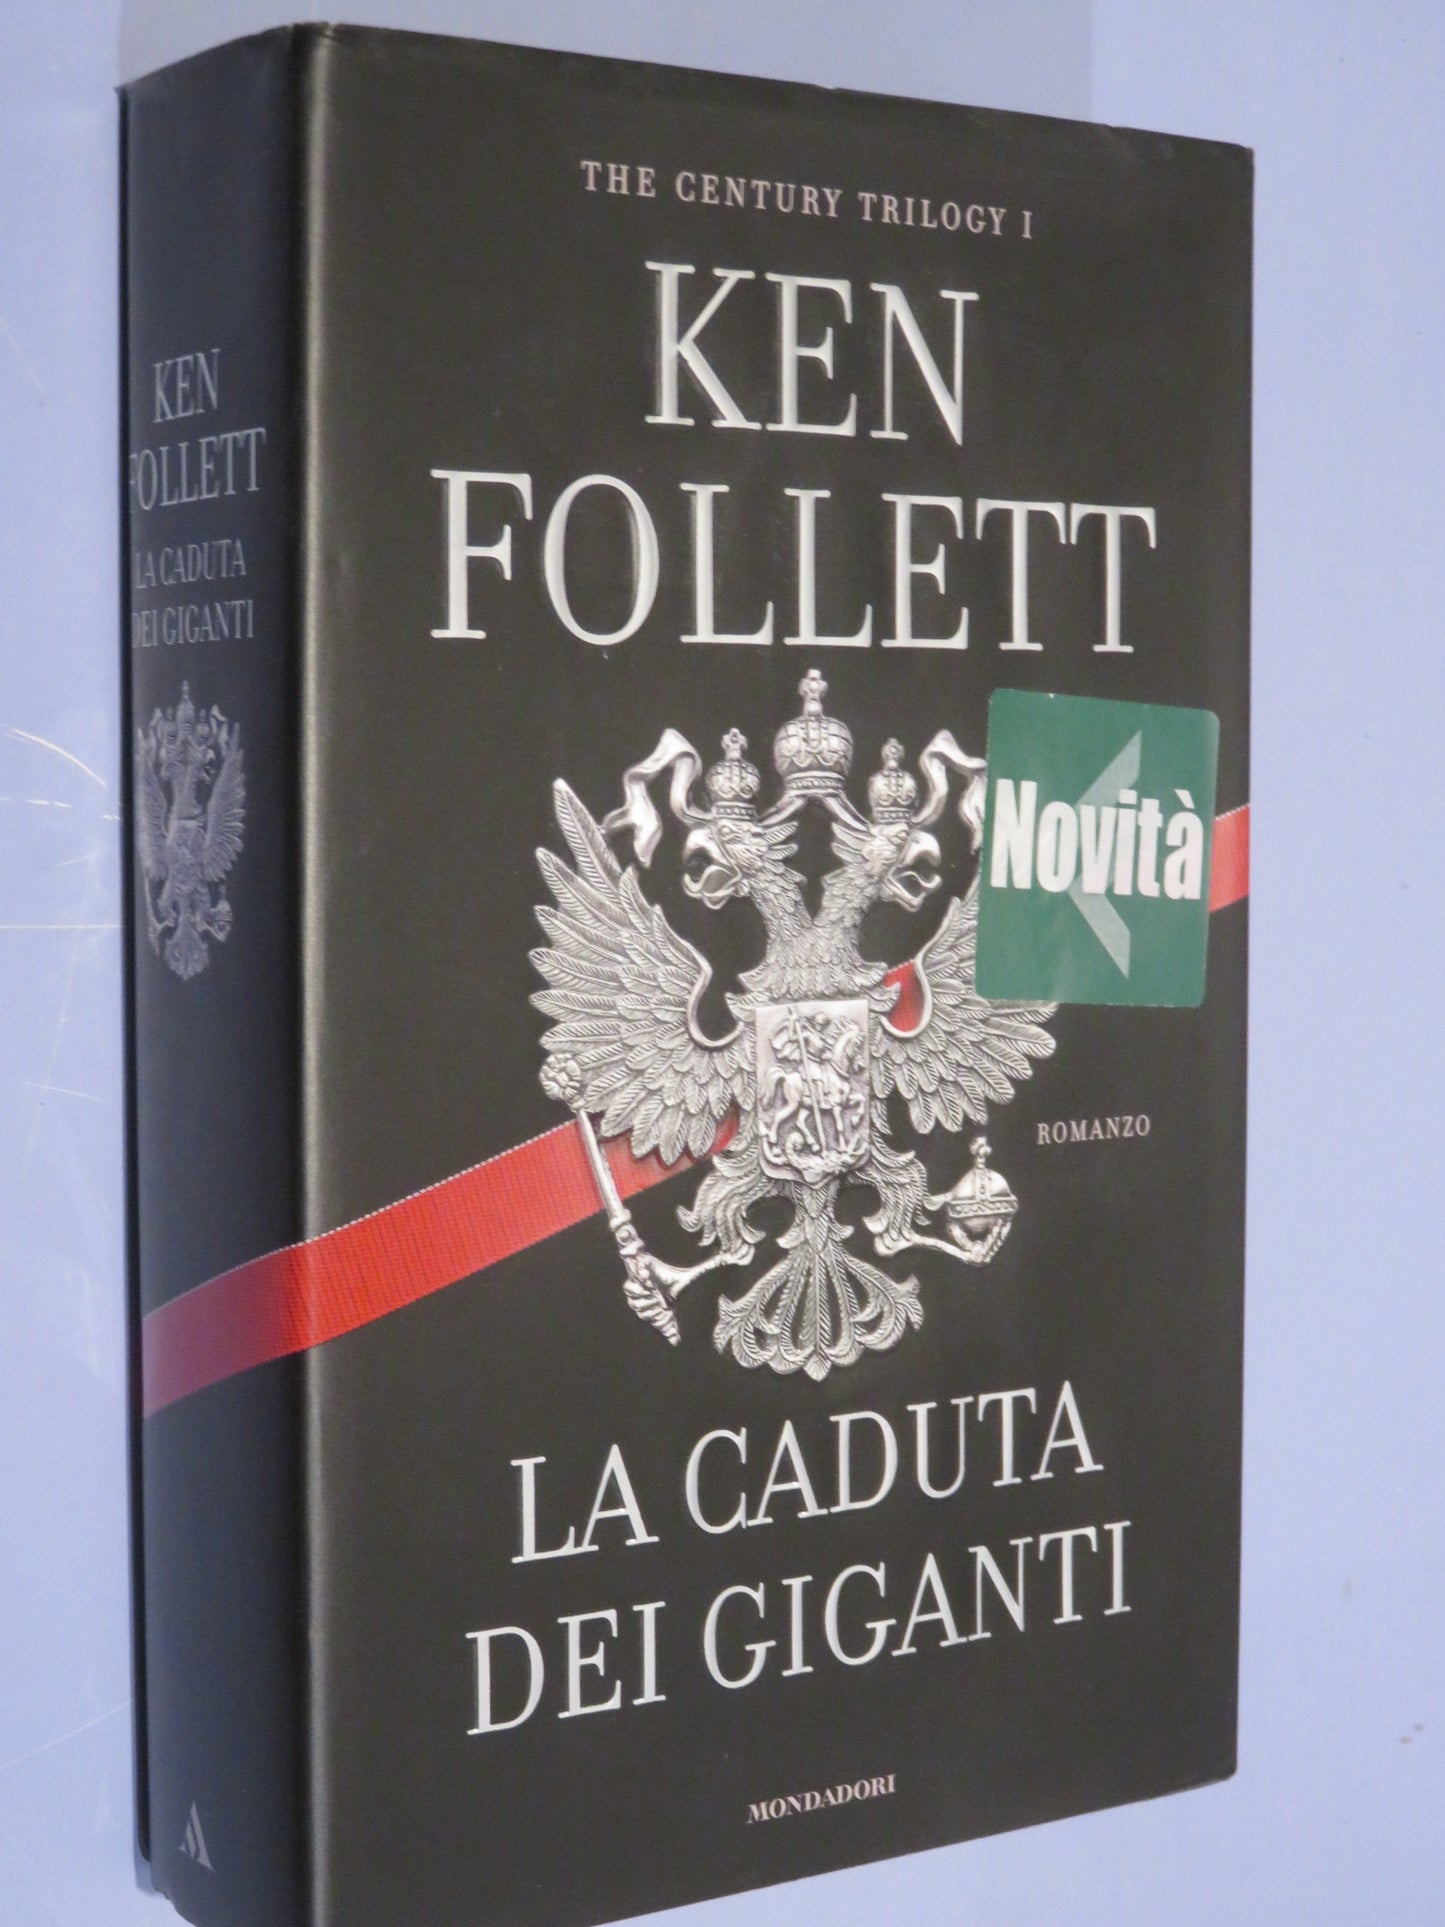 THE CENTURY TRILOGY I
KEN
FOLLETT
Novità
ROMANZO
LA CADUTA
DEI GIGANTI
MONDADORI
KEN
FOLLETT
LA CADUTA
DEI GIGANTI